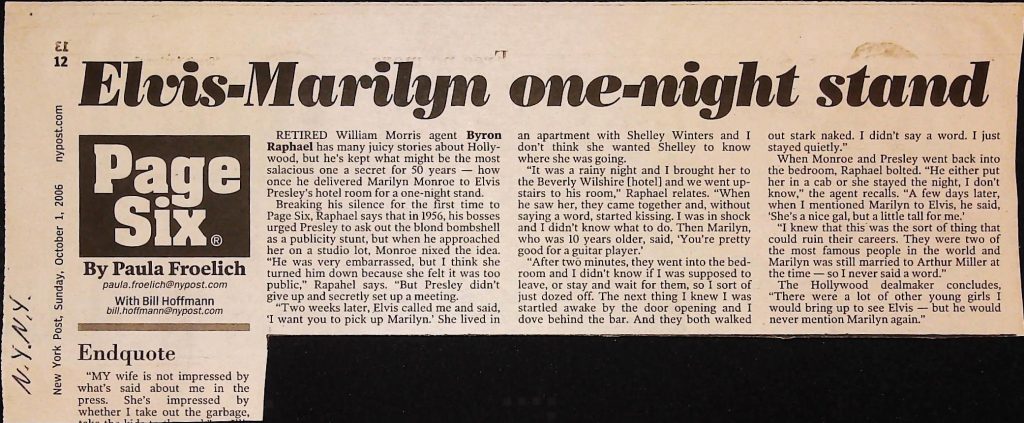 12
nypost.com
New York Post, Sunday, October 1, 2006
N.Y.N.Y.
Elvis-Marilyn one-night stand
Page
Six®
By Paula Froelich
paula.froelich@nypost.com
With Bill Hoffmann
bill.hoffmann@nypost.com
RETIRED William Morris agent Byron
Raphael has many juicy stories about Holly-
wood, but he's kept what might be the most
salacious one a secret for 50 years — how
once he delivered Marilyn Monroe to Elvis
Presley's hotel room for a one-night stand.
Breaking his silence for the first time to
Page Six, Raphael says that in 1956, his bosses
urged Presley to ask out the blond bombshell
as a publicity stunt, but when he approached
her on a studio lot, Monroe nixed the idea.
"He was very embarrassed, but I think she
turned him down because she felt it was too
public," Rapahel says. "But Presley didn't
give up and secretly set up a meeting.
"Two weeks later, Elvis called me and said,
'I want you to pick up Marilyn.' She lived in
an apartment with Shelley Winters and I
don't think she wanted Shelley to know
where she was going.
"It was a rainy night and I brought her to
the Beverly Wilshire [hotel] and we went up-
stairs to his room," Raphael relates. "When
he saw her, they came together and, without
saying a word, started kissing. I was in shock
and I didn't know what to do. Then Marilyn,
who was 10 years older, said, 'You're pretty
good for a guitar player.'
"After two minutes, they went into the bed-
room and I didn't know if I was supposed to
leave, or stay and wait for them, so I sort of
just dozed off. The next thing I knew I was
startled awake by the door opening and I
dove behind the bar. And they both walked
out stark naked. I didn't say a word. I just
stayed quietly."
When Monroe and Presley went back into
the bedroom, Raphael bolted. "He either put
her in a cab or she stayed the night, I don't
know," the agent recalls. "A few days later,
when I mentioned Marilyn to Elvis, he said,
'She's a nice gal, but a little tall for me.'
"I knew that this was the sort of thing that
could ruin their careers. They were two of
the most famous people in the world and
Marilyn was still married to Arthur Miller at
the time — so I never said a word."
The Hollywood dealmaker concludes,
"There were a lot of other young girls I
would bring up to see Elvis — but he would
never mention Marilyn again."
Endquote
"MY wife is not impressed by
what's said about me in the
press. She's impressed by
whether I take out the garbage,